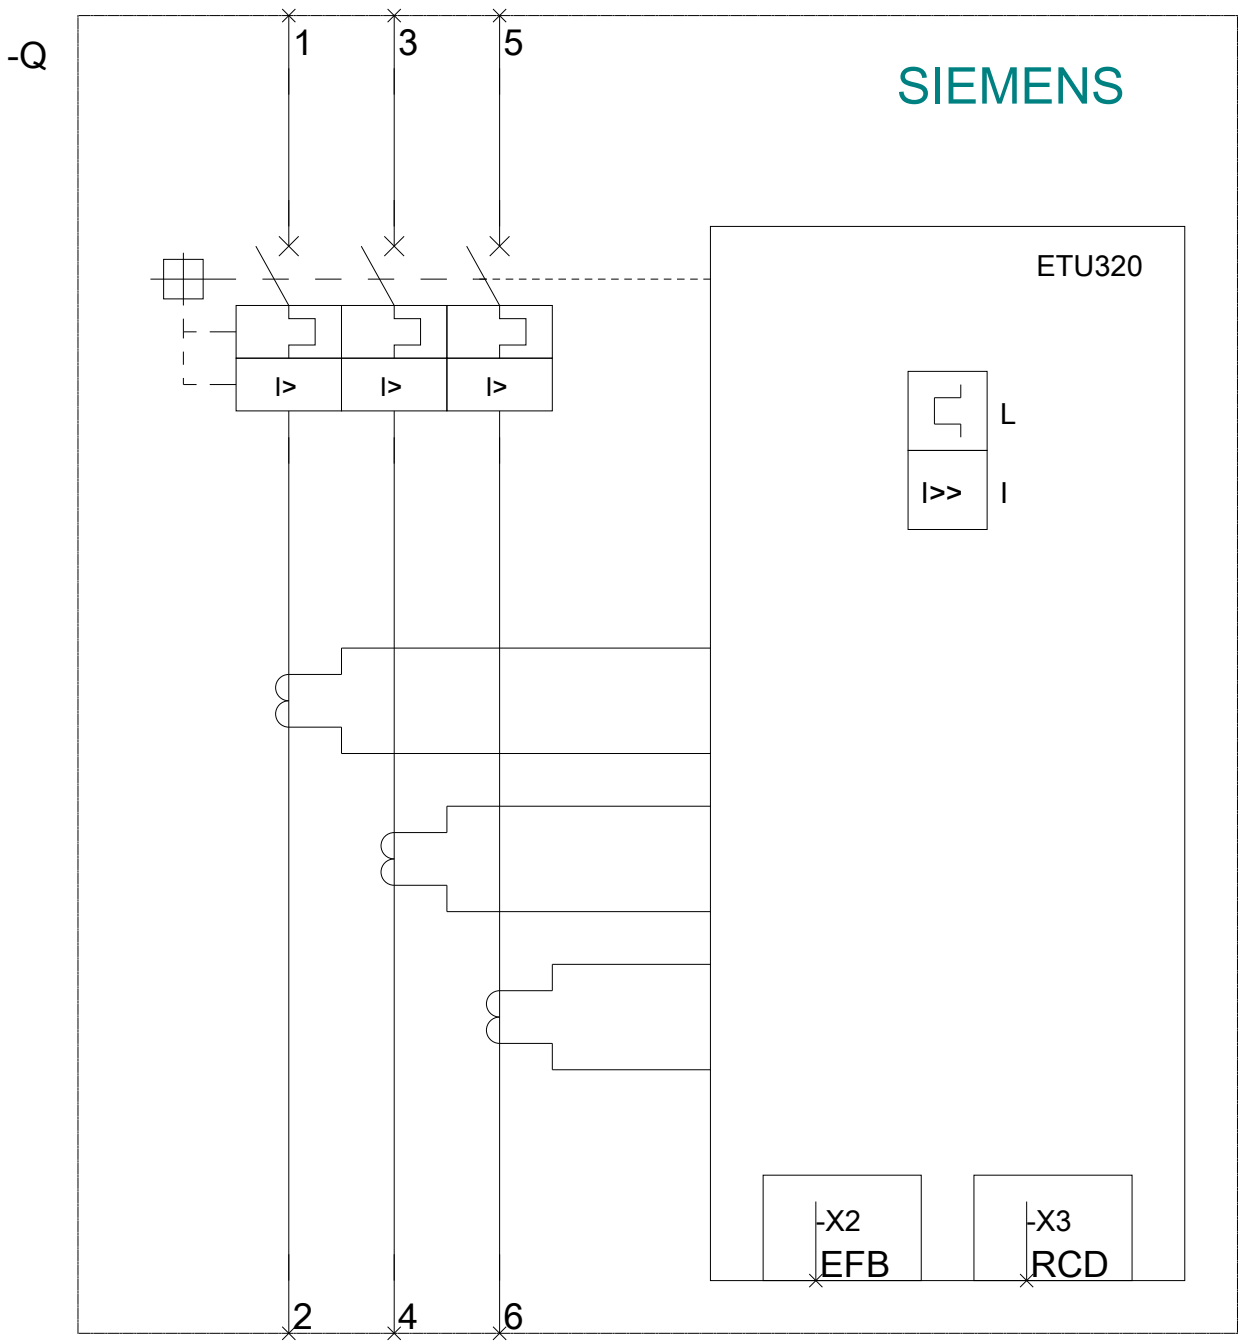 1 3 5
-Q
SIEMENS
ETU320
I> I> I>
L
I>> I
-X2 -X3
EFB RCD
2 4 6